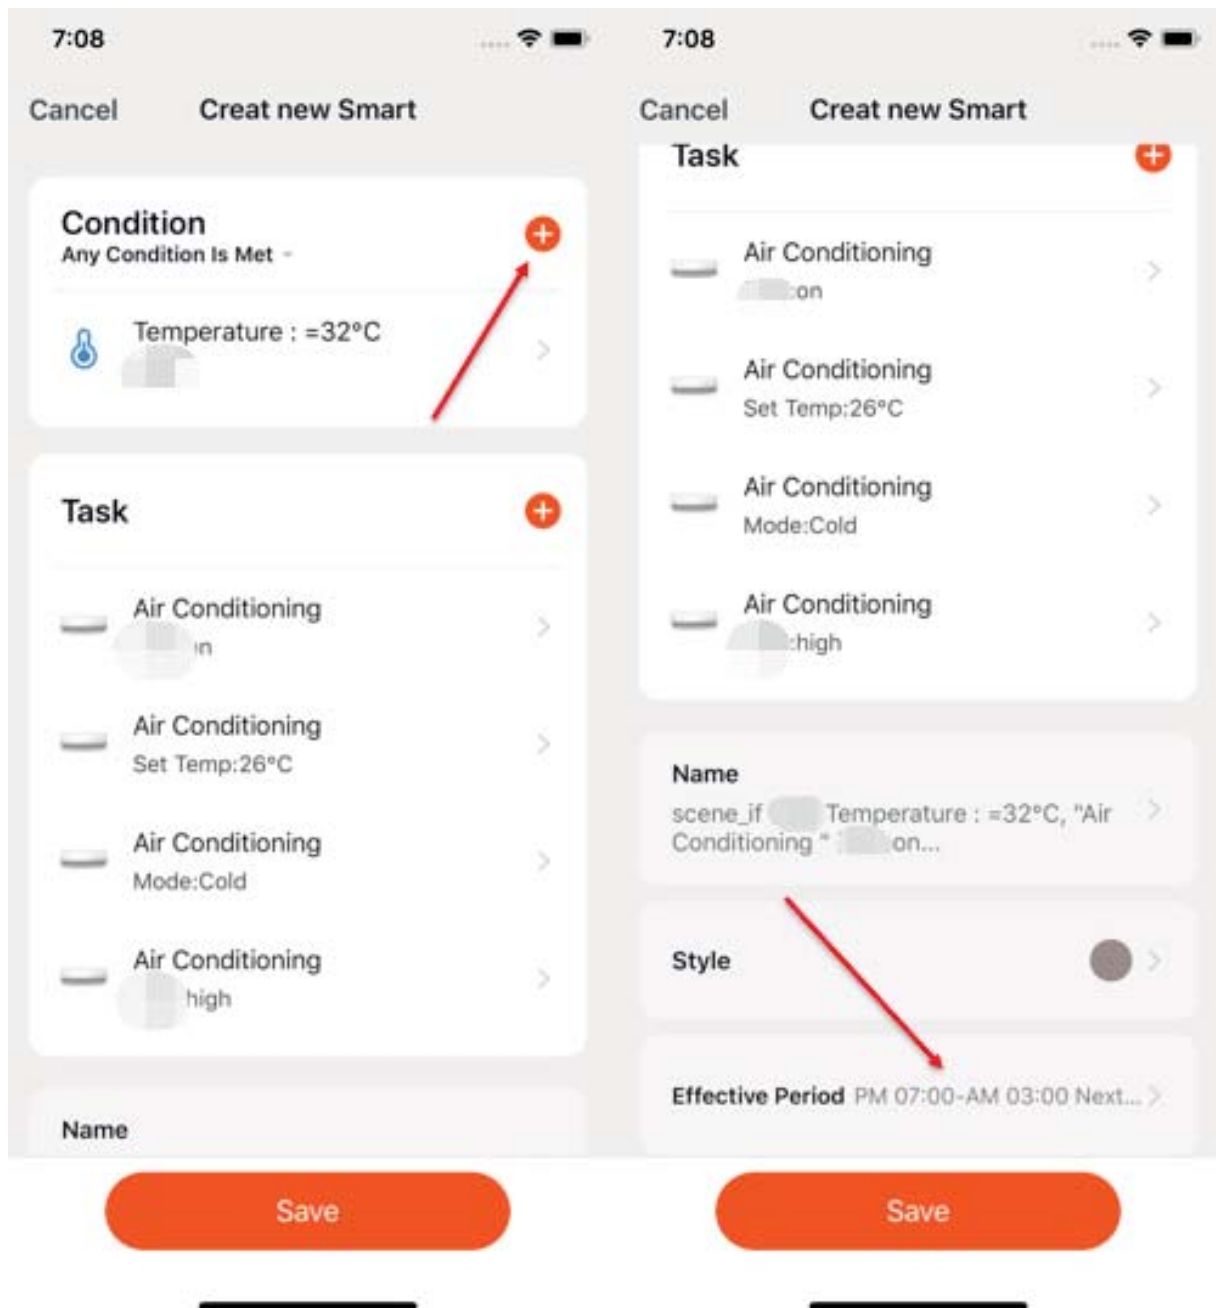 7:08
Cancel
Creat new Smart
Condition
Any Condition Is Met
Temperature : =32°C
Task
Air Conditioning
Air Conditioning
Set Temp:26°C
Air Conditioning
Mode:Cold
Air Conditioning
high
Name
Save
7:08
Cancel
Creat new Smart
Task
Air Conditioning
:on
Air Conditioning
Set Temp:26°C
Air Conditioning
Mode:Cold
Air Conditioning
:high
Name
scene_if Temperature : =32°C, "Air
Conditioning " on...
Style
Effective Period PM 07:00-AM 03:00 Next...
Save